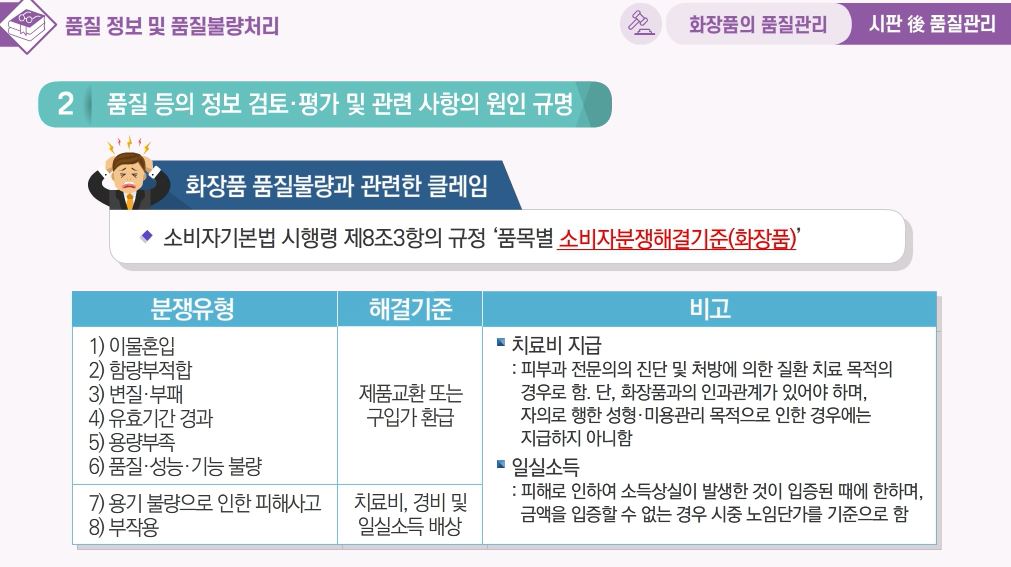 품질 정보 및 품질불량처리
화장품의 품질관리
시판 後 품질관리
2 품질 등의 정보 검토·평가 및 관련 사항의 원인 규명
화장품 품질불량과 관련한 클레임
소비자기본법 시행령 제8조3항의 규정 ‘품목별 소비자분쟁해결기준(화장품)’
분쟁유형 해결기준 비고
1) 이물혼입
2) 함량부적합
3) 변질·부패
4) 유효기간 경과
5) 용량부족
6) 품질·성능·기능 불량
제품교환 또는
구입가 환급
7) 용기 불량으로 인한 피해사고
8) 부작용
치료비, 경비 및
일실소득 배상
치료비 지급
: 피부과 전문의의 진단 및 처방에 의한 질환 치료 목적의
경우로 함. 단, 화장품과의 인과관계가 있어야 하며,
자의로 행한 성형·미용관리 목적으로 인한 경우에는
지급하지 아니함
일실소득
: 피해로 인하여 소득상실이 발생한 것이 입증된 때에 한하며,
금액을 입증할 수 없는 경우 시중 노임단가를 기준으로 함